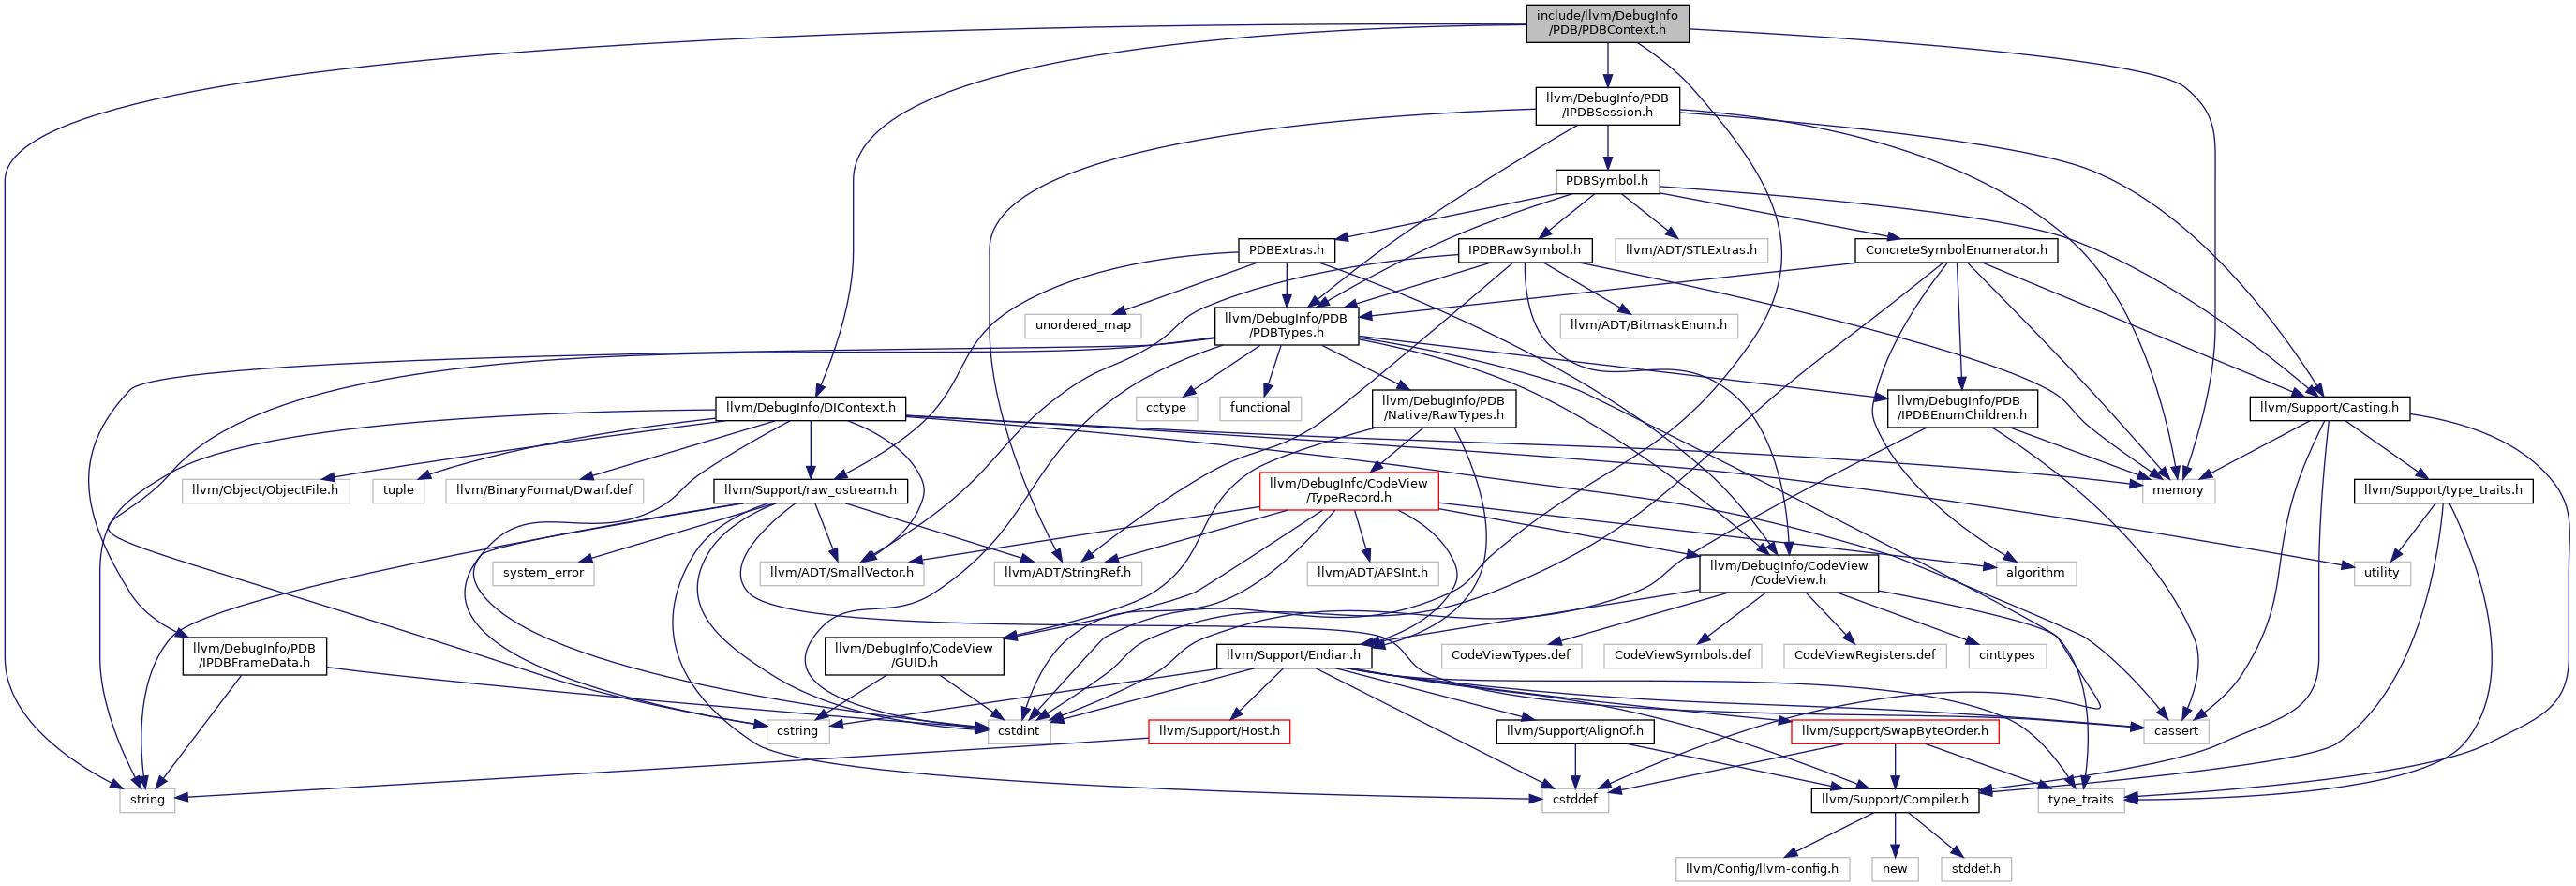 include/llvm/DebugInfo
/PDB/PDBContext.h
llvm/DebugInfo/PDB
/IPDBSession.h
PDBSymbol.h
PDBExtras.h
IPDBRawSymbol.h
llvm/ADT/STLExtras.h
ConcreteSymbolEnumerator.h
unordered_map
llvm/DebugInfo/PDB
/PDBTypes.h
llvm/ADT/BitmaskEnum.h
llvm/DebugInfo/DIContext.h
cctype
functional
llvm/DebugInfo/PDB
/Native/RawTypes.h
llvm/DebugInfo/PDB
/IPDBEnumChildren.h
llvm/Support/Casting.h
llvm/Object/ObjectFile.h
tuple
llvm/BinaryFormat/Dwarf.def
llvm/Support/raw_ostream.h
llvm/DebugInfo/CodeView
/TypeRecord.h
memory
llvm/Support/type_traits.h
system_error
llvm/ADT/SmallVector.h
llvm/ADT/StringRef.h
llvm/ADT/APSInt.h
llvm/DebugInfo/CodeView
/CodeView.h
algorithm
utility
llvm/DebugInfo/PDB
/IPDBFrameData.h
llvm/DebugInfo/CodeView
/GUID.h
llvm/Support/Endian.h
CodeViewTypes.def
CodeViewSymbols.def
CodeViewRegisters.def
cinttypes
cstring
cstdint
llvm/Support/Host.h
llvm/Support/AlignOf.h
llvm/Support/SwapByteOrder.h
cassert
string
cstddef
llvm/Support/Compiler.h
type_traits
llvm/Config/llvm-config.h
new
stddef.h